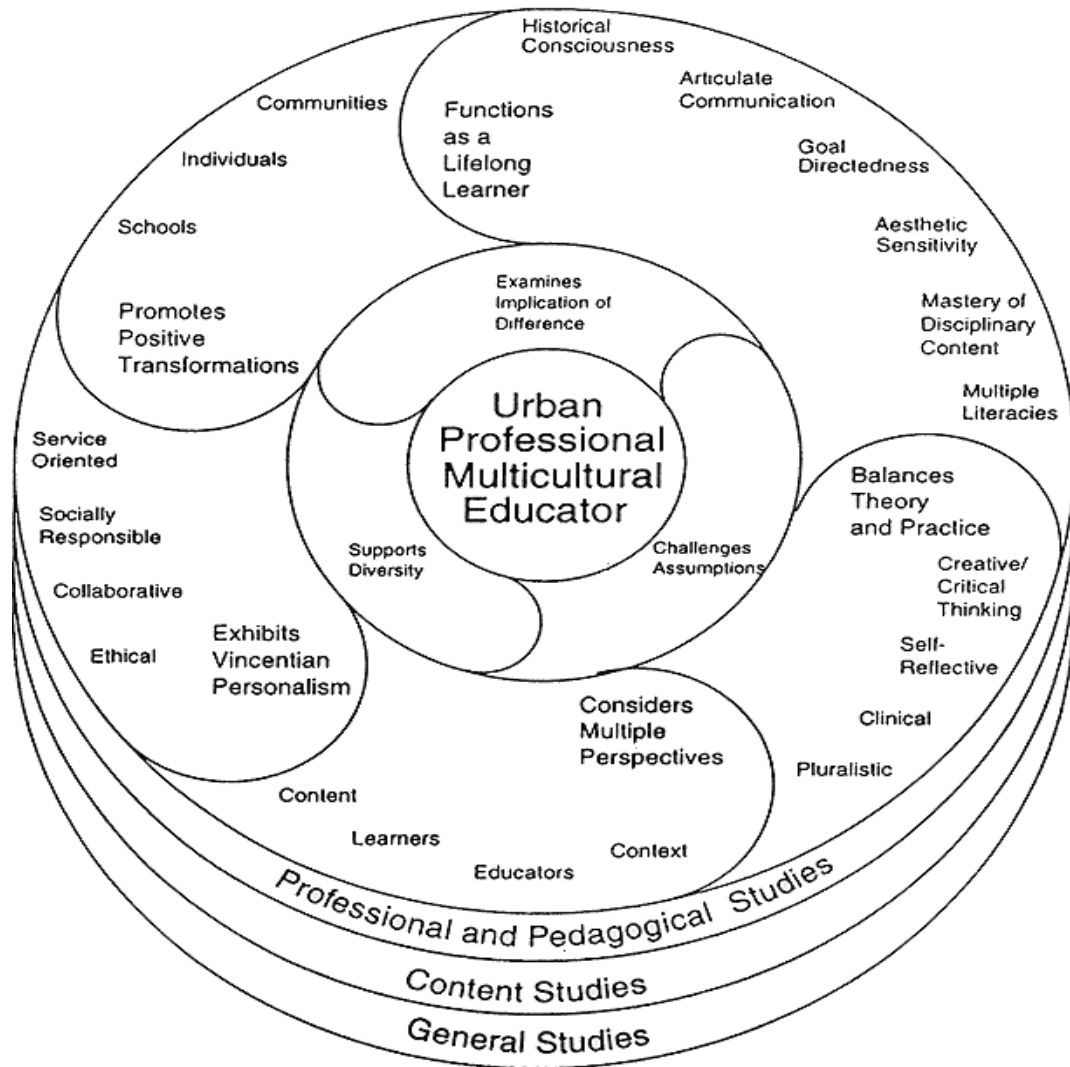 Historical
Consciousness
Articulate
Communication
Communities
Functions
as a
Lifelong
Learner
Goal
Directedness
Individuals
Schools
Aesthetic
Sensitivity
Examines
Implication of
Difference
Promotes
Positive
Transformations
Mastery of
Disciplinary
Content
Multiple
Literacies
Urban
Professional
Multicultural
Educator
Service
Oriented
Balances
Theory
and Practice
Socially
Responsible
Supports
Diversity
Challenges
Assumptions
Creative/
Critical
Thinking
Collaborative
Ethical
Exhibits
Vincentian
Personalism
Self-
Reflective
Considers
Multiple
Perspectives
Clinical
Pluralistic
Content
Learners
Educators
Context
Professional and Pedagogical Studies
Content Studies
General Studies